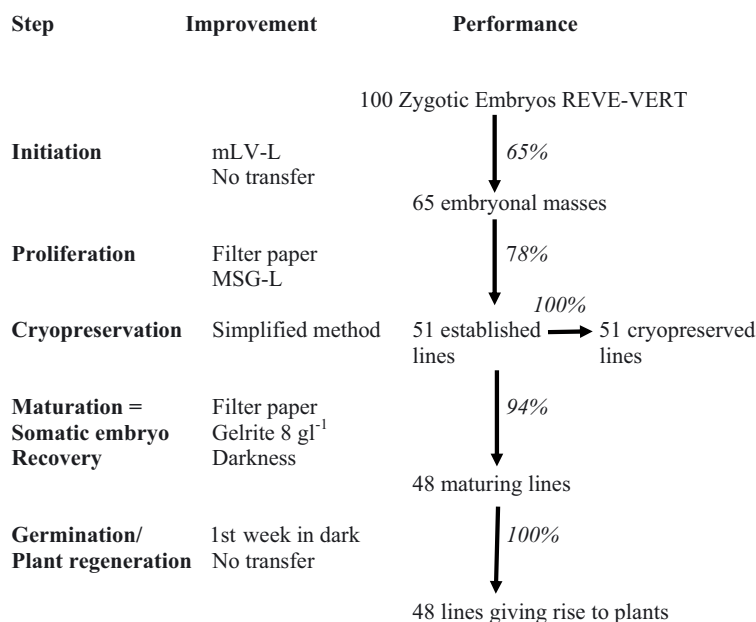 Step Improvement Performance
100 Zygotic Embryos REVE-VERT
Initiation mLV-L 65%
No transfer
65 embryonal masses
Proliferation Filter paper 78%
MSG-L
100%
Cryopreservation Simplified method 51 established 51 cryopreserved
lines lines
Maturation = Filter paper 94%
Somatic embryo Gelrite 8 gl-1
Recovery Darkness
48 maturing lines
Germination/ 1st week in dark 100%
Plant regeneration No transfer
48 lines giving rise to plants